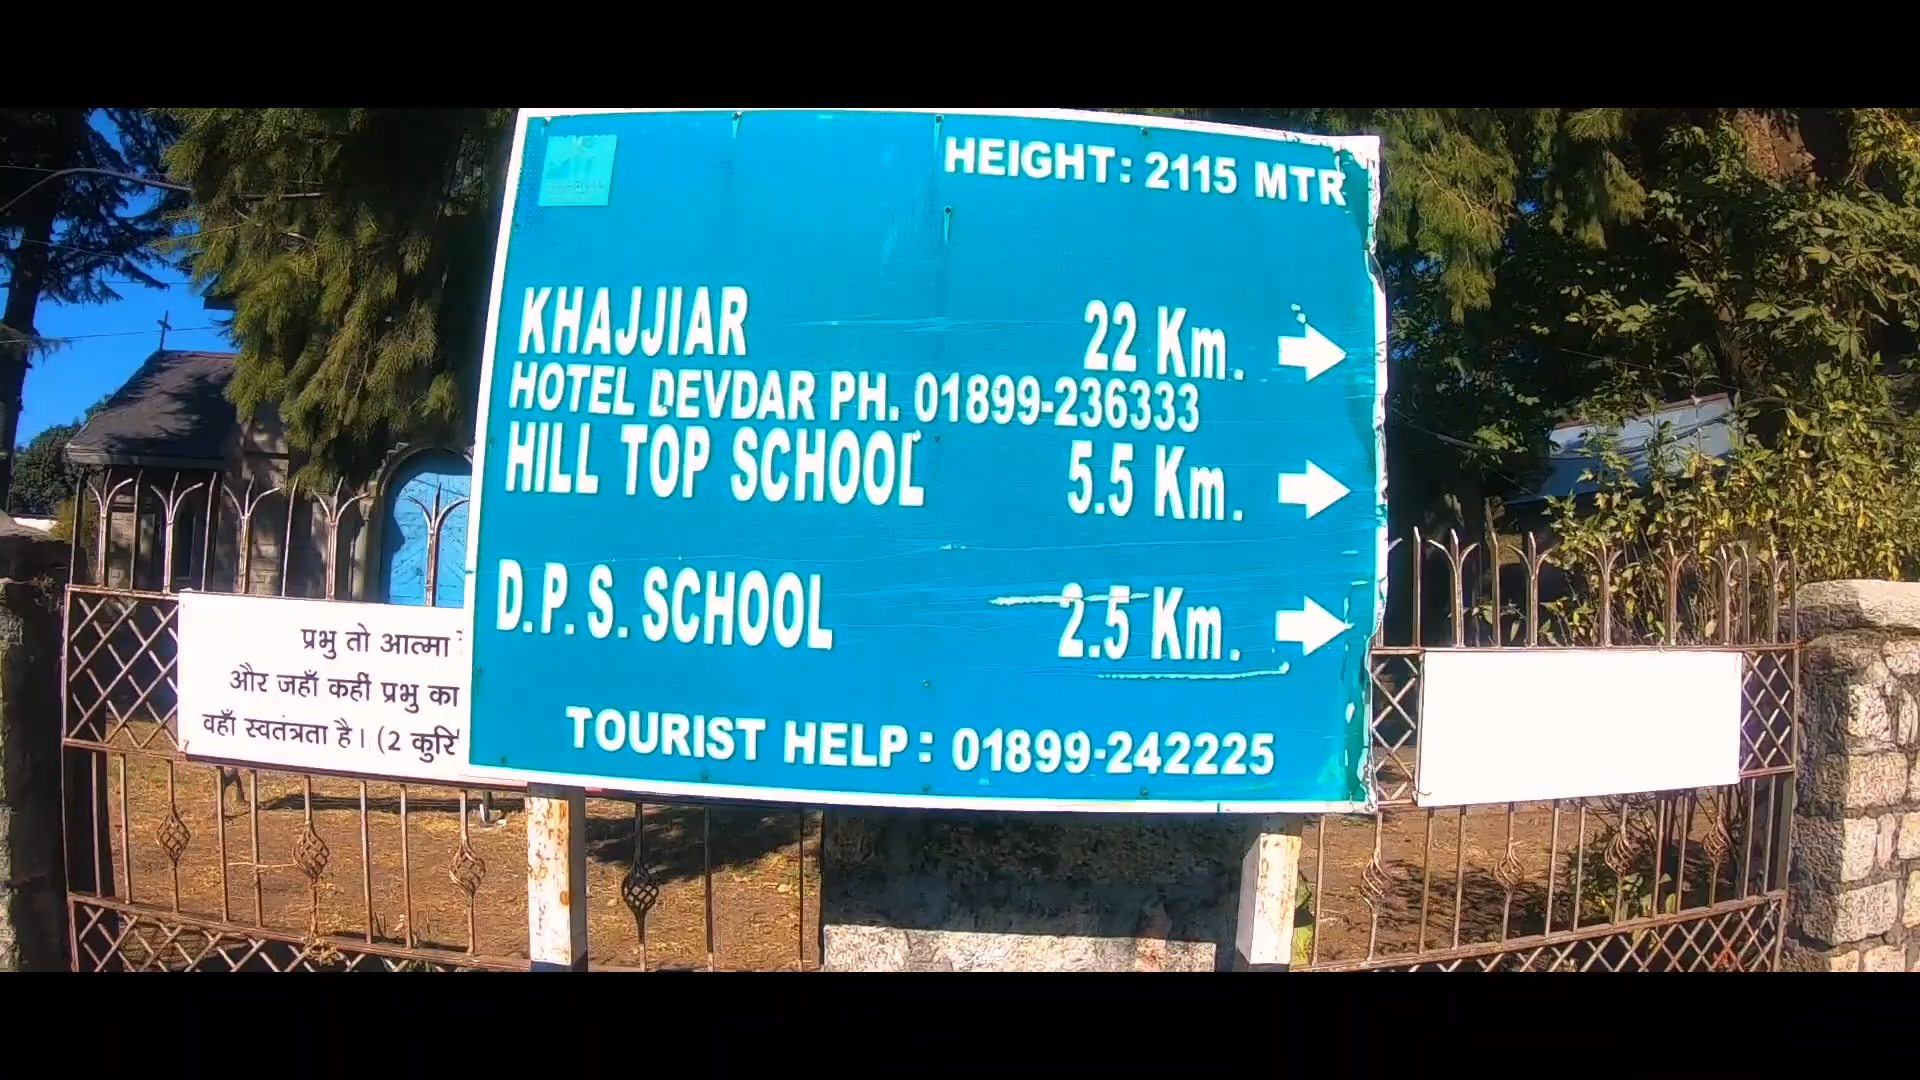 HEIGHT: 2115 MTR
KHAJJIAR 22 Km.
HOTEL DEVDAR PH. 01899-236333
HILL TOP SCHOOL 5.5 Km.
D.P.S. SCHOOL 2.5 Km.
TOURIST HELP: 01899-242225
प्रभु तो आत्मा
और जहाँ कहीं प्रभु का
वहाँ स्वतंत्रता है। (2